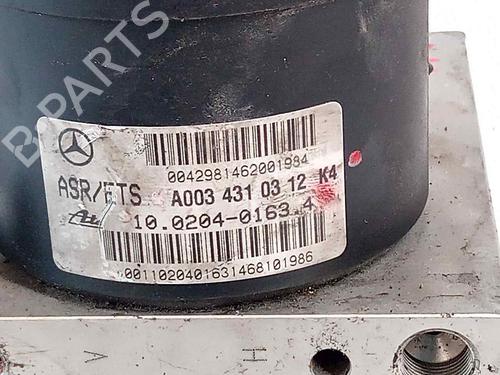 B PARTS
0042981462001984
ASR/ETS A003 431 03 12 K4
10.0204-0163.4
0011020401631468101986
V H